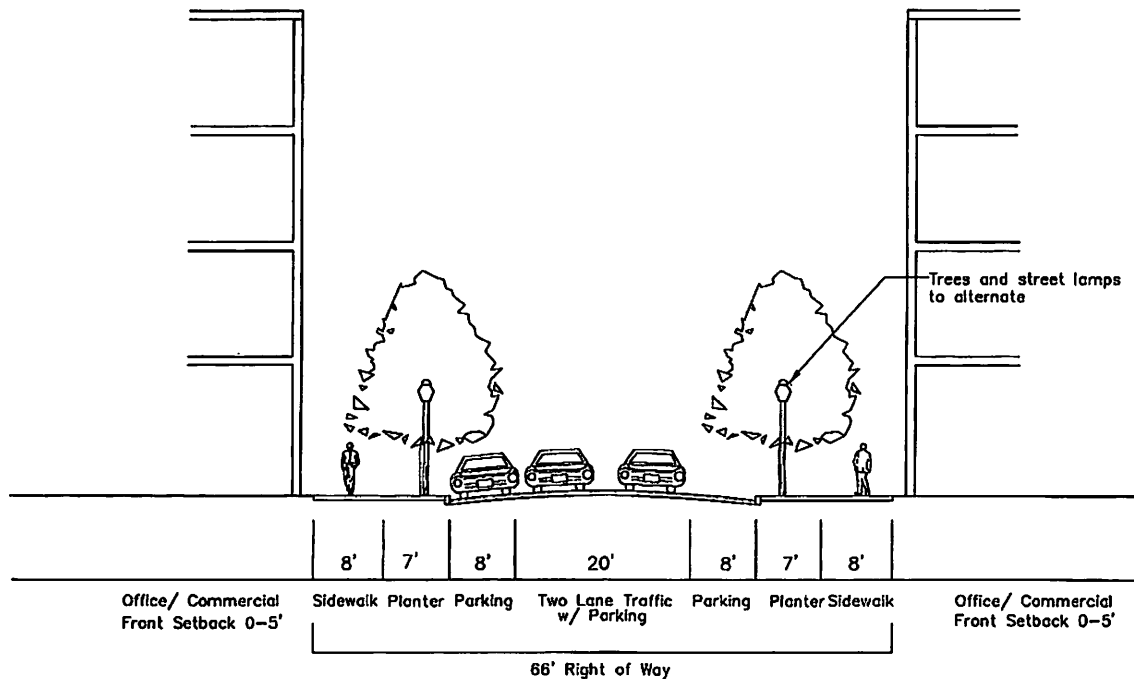 Trees and street lamps
to alternate
8' 7' 8' 20' 8' 7' 8'
Office/ Commercial
Front Setback 0-5'
Sidewalk Planter Parking Two Lane Traffic
w/ Parking
Parking Planter Sidewalk
Office/ Commercial
Front Setback 0-5'
66' Right of Way